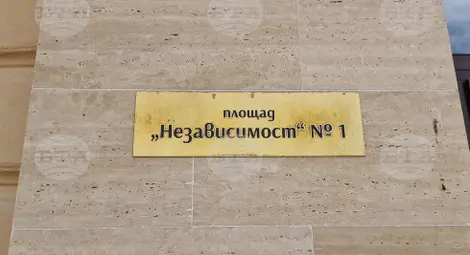 площад
„Независимост“ № 1